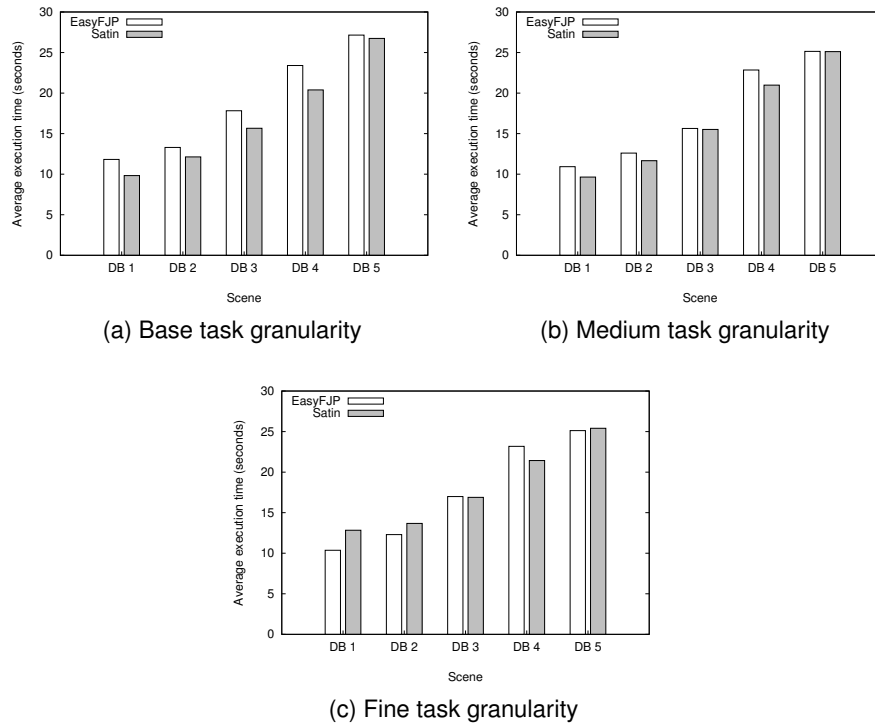 30
25
20
15
10
5
0
Average execution time (seconds)
EasyFJP
Satin
DB 1 DB 2 DB 3 DB 4 DB 5
Scene
(a) Base task granularity
30
25
20
15
10
5
0
Average execution time (seconds)
EasyFJP
Satin
DB 1 DB 2 DB 3 DB 4 DB 5
Scene
(b) Medium task granularity
30
25
20
15
10
5
0
Average execution time (seconds)
EasyFJP
Satin
DB 1 DB 2 DB 3 DB 4 DB 5
Scene
(c) Fine task granularity